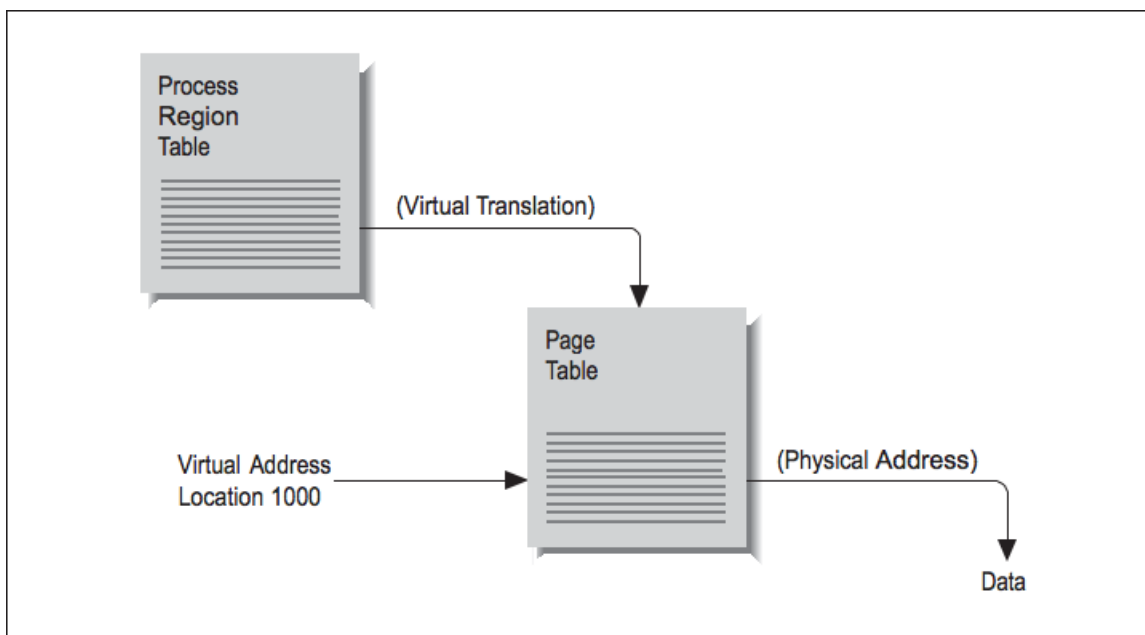 Process
Region
Table
(Virtual Translation)
Page
Table
Virtual Address
Location 1000
(Physical Address)
Data